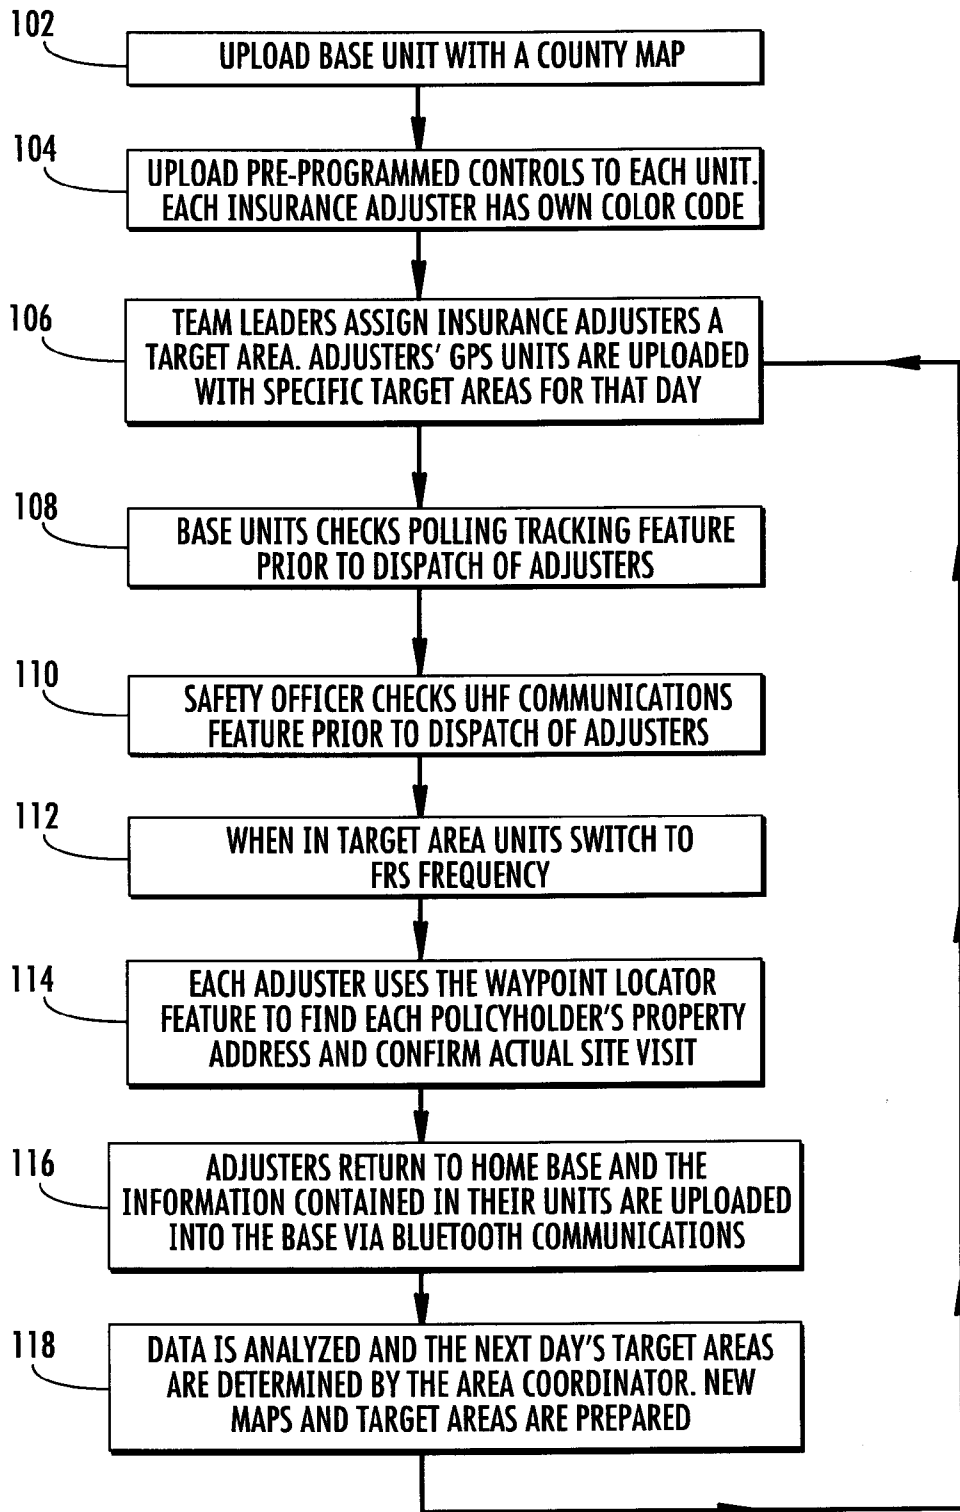 102
UPLOAD BASE UNIT WITH A COUNTY MAP
104
UPLOAD PRE-PROGRAMMED CONTROLS TO EACH UNIT.
EACH INSURANCE ADJUSTER HAS OWN COLOR CODE
106
TEAM LEADERS ASSIGN INSURANCE ADJUSTERS A
TARGET AREA. ADJUSTERS' GPS UNITS ARE UPLOADED
WITH SPECIFIC TARGET AREAS FOR THAT DAY
108
BASE UNITS CHECKS POLLING TRACKING FEATURE
PRIOR TO DISPATCH OF ADJUSTERS
110
SAFETY OFFICER CHECKS UHF COMMUNICATIONS
FEATURE PRIOR TO DISPATCH OF ADJUSTERS
112
WHEN IN TARGET AREA UNITS SWITCH TO
FRS FREQUENCY
114
EACH ADJUSTER USES THE WAYPOINT LOCATOR
FEATURE TO FIND EACH POLICYHOLDER'S PROPERTY
ADDRESS AND CONFIRM ACTUAL SITE VISIT
116
ADJUSTERS RETURN TO HOME BASE AND THE
INFORMATION CONTAINED IN THEIR UNITS ARE UPLOADED
INTO THE BASE VIA BLUETOOTH COMMUNICATIONS
118
DATA IS ANALYZED AND THE NEXT DAY'S TARGET AREAS
ARE DETERMINED BY THE AREA COORDINATOR. NEW
MAPS AND TARGET AREAS ARE PREPARED